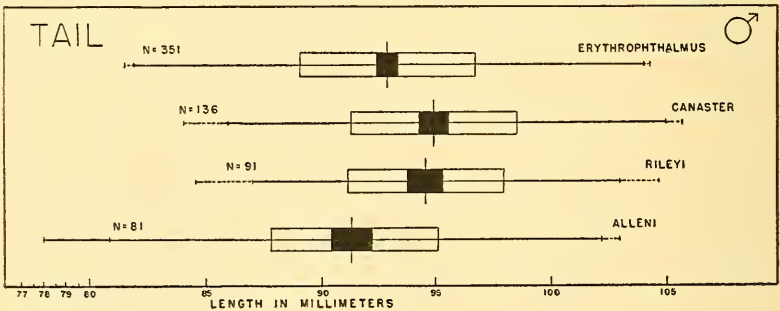 TAIL ♂
N=351 ERYTHROPHTHALMUS
N=136 CANASTER
N=91 RILEYI
N=81 ALLENI
77 78 79 80 85 90 95 100 105
LENGTH IN MILLIMETERS